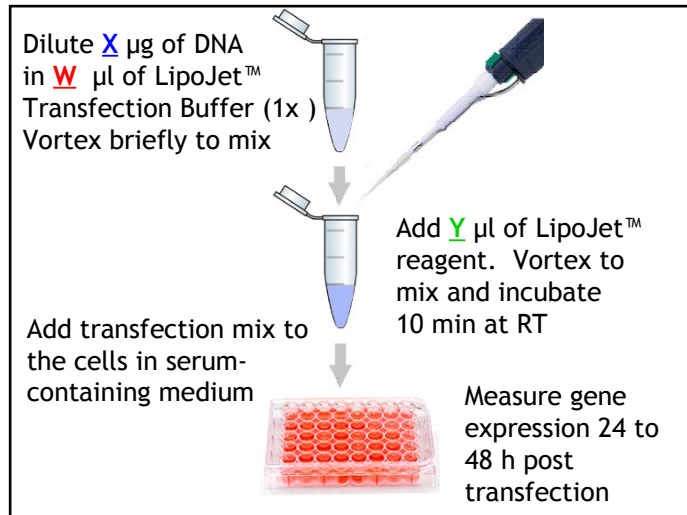 Dilute X µg of DNA
in W µl of LipoJet™
Transfection Buffer (1x )
Vortex briefly to mix
Add Y µl of LipoJet™
reagent. Vortex to
mix and incubate
10 min at RT
Add transfection mix to
the cells in serum-
containing medium
Measure gene
expression 24 to
48 h post
transfection